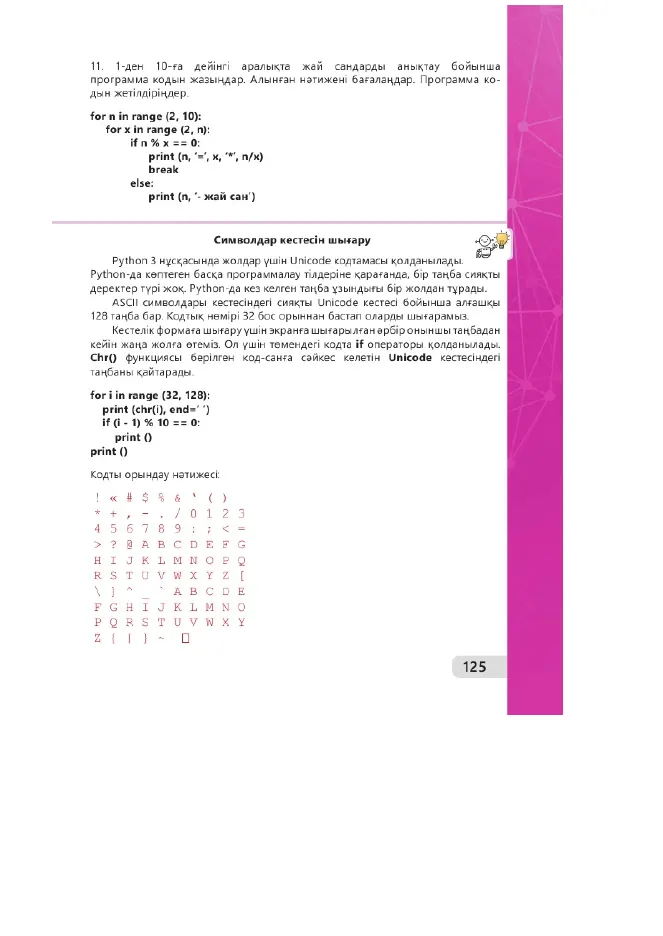 11. 1-ден 10-ға дейінгі аралықта жай сандарды анықтау бойынша
программа кодын жазыңдар. Алынған нәтижені бағалаңдар. Программа ко-
дын жетілдіріңдер.
for n in range (2, 10):
for x in range (2, n):
if n % x == 0:
print (n, ‘=’, x, ‘*’, n/x)
break
else:
print (n, ‘- жай сан’)
Символдар кестесін шығару
Python 3 нұсқасында жолдар үшін Unicode кодтамасы қолданылады.
Python-да көптеген басқа программалау тілдеріне қарағанда, бір таңба сияқты
деректер түрі жоқ. Python-да кез келген таңба ұзындығы бір жолдан тұрады.
ASCII символдары кестесіндегі сияқты Unicode кестесі бойынша алғашқы
128 таңба бар. Кодтық нөмірі 32 бос орыннан бастап оларды шығарамыз.
Кестелік формаға шығару үшін экранға шығарылған әрбір оныншы таңбадан
кейін жаңа жолға өтеміз. Ол үшін төмендегі кодта if операторы қолданылады.
Chr() функциясы берілген код-санға сәйкес келетін Unicode кестесіндегі
таңбаны қайтарады.
for i in range (32, 128):
print (chr(i), end=‘ ’)
if (i - 1) % 10 == 0:
print ()
print ()
Кодты орындау нәтижесі:
! « # $ % & ‘ ( )
* + , - . / 0 1 2 3
4 5 6 7 8 9 : ; < =
> ? @ A B C D E F G
H I J K L M N O P Q
R S T U V W X Y Z [
\ ] ^ _ ` A B C D E
F G H I J K L M N O
P Q R S T U V W X Y
Z { | } ~ □
125